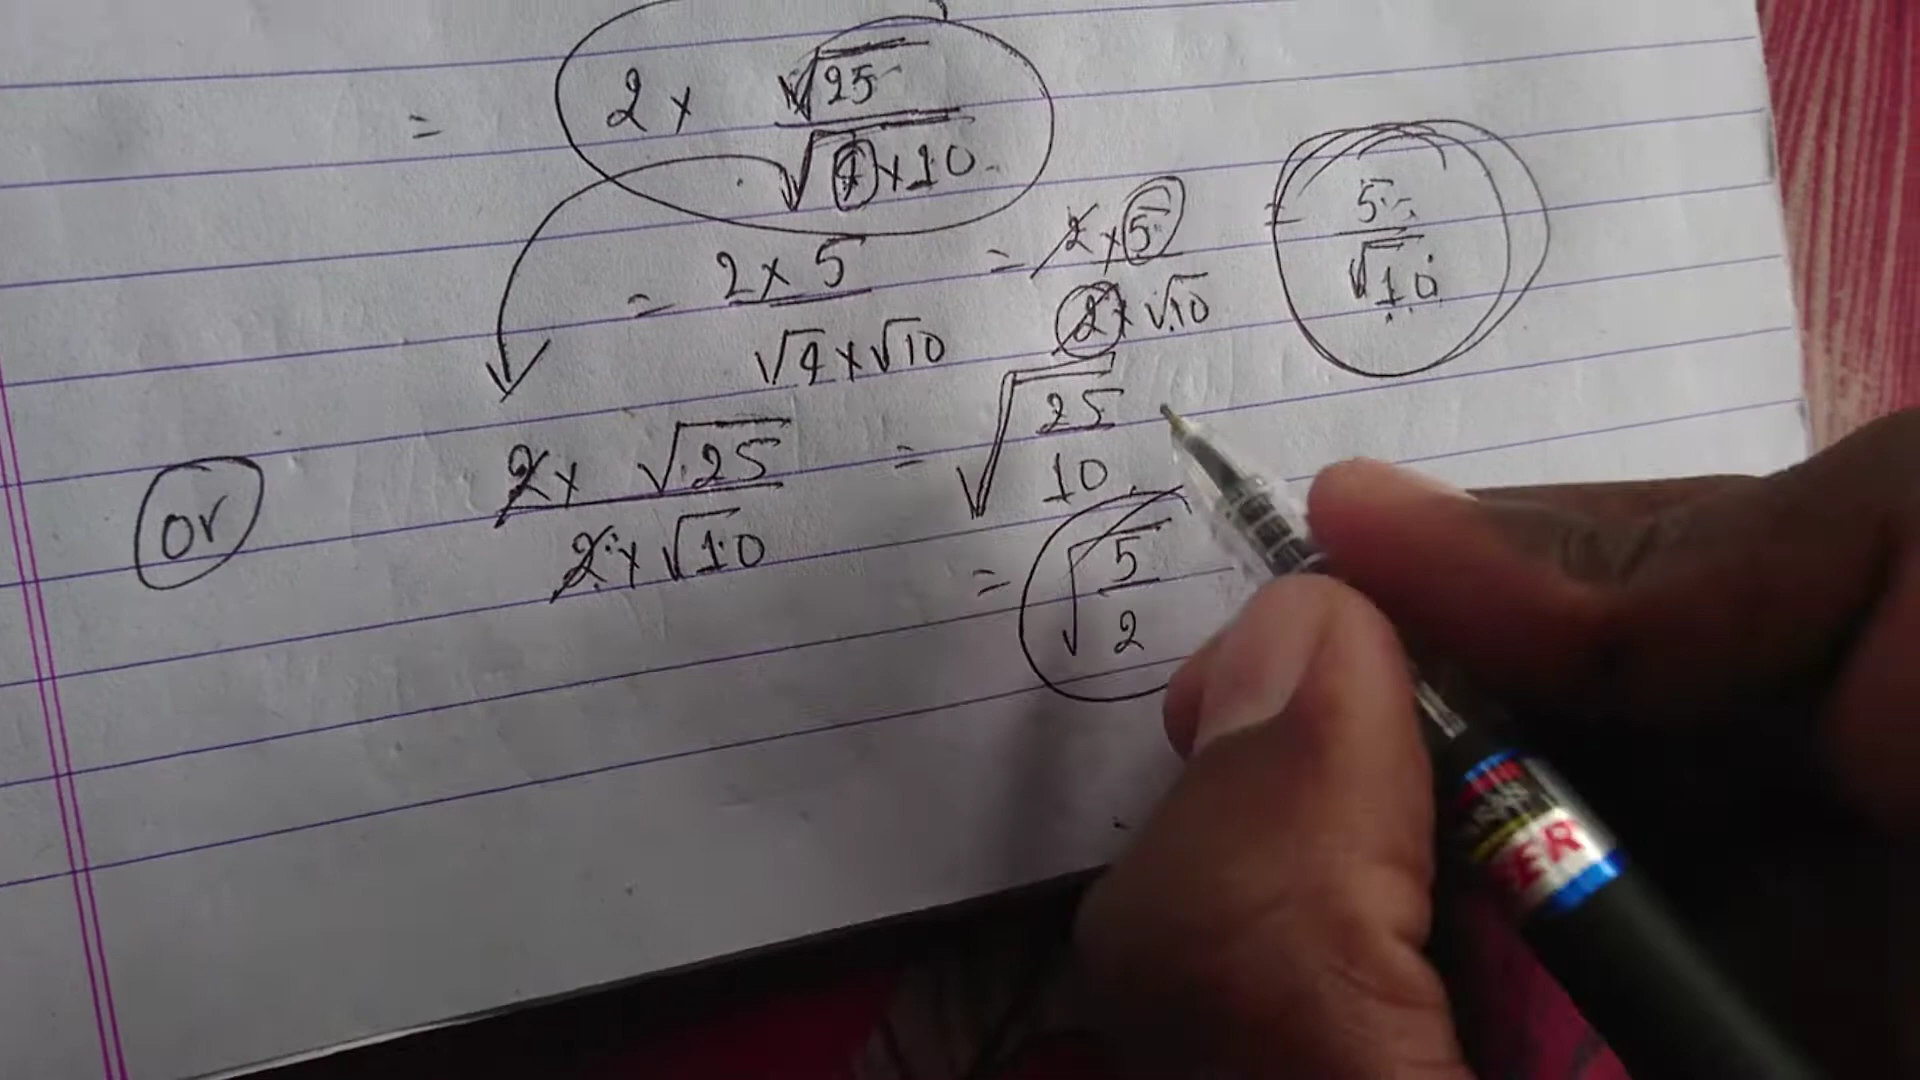 = 2 × √25 / √(4×10)
= 2 × 5 / √4 × √10 = 2 × 5 / 2 × √10 = 5 / √10
or 2 × √25 / 2 × √10 = √(25 / 10)
= √(5 / 2)